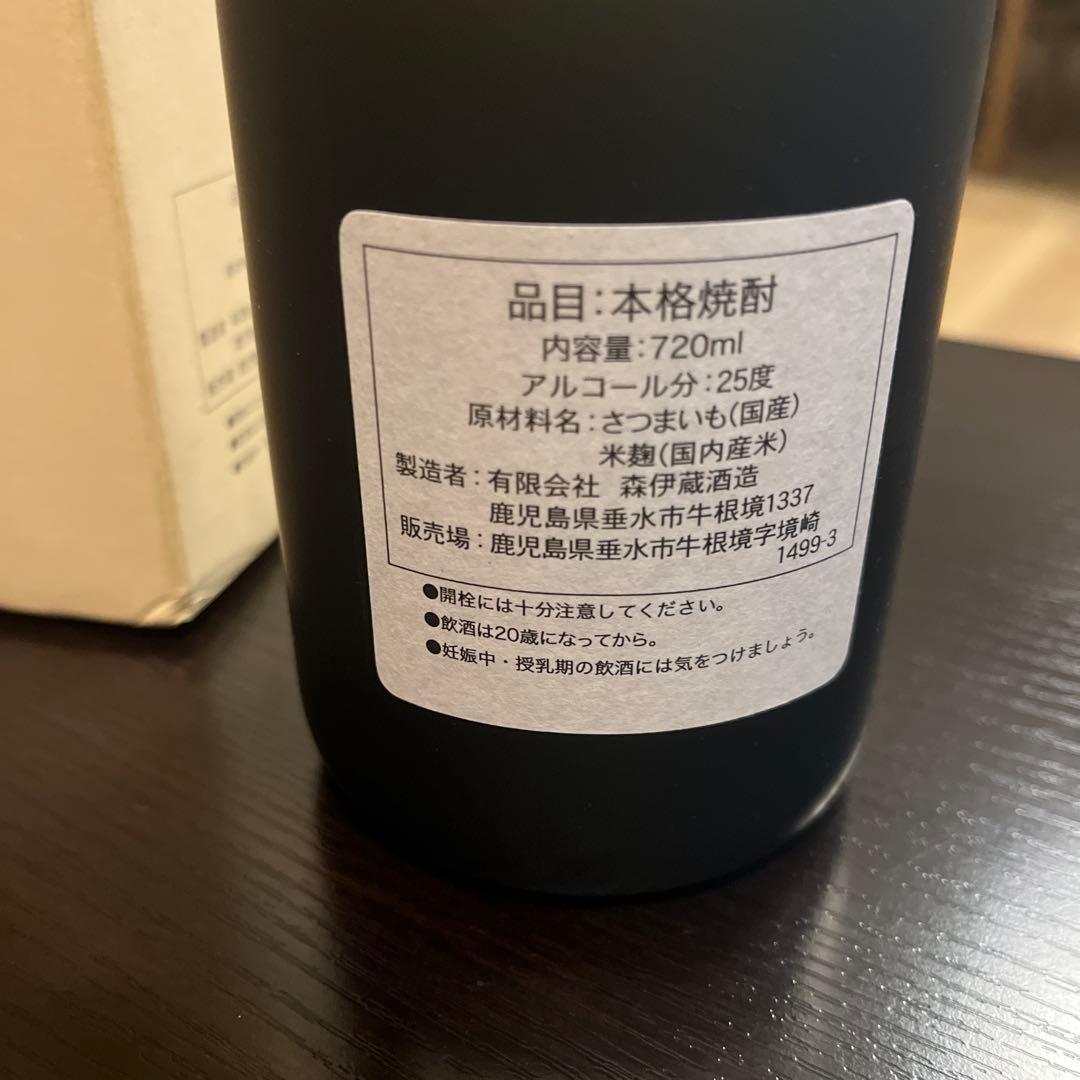 品目：本格焼酎
内容量：720ml
アルコール分：25度
原材料名：さつまいも（国産）
米麹（国内産米）
製造者：有限会社 森伊蔵酒造
鹿児島県垂水市牛根境1337
販売場：鹿児島県垂水市牛根境字境崎
1499-3
●開栓には十分注意してください。
●飲酒は20歳になってから。
●妊娠中・授乳期の飲酒には気をつけましょう。